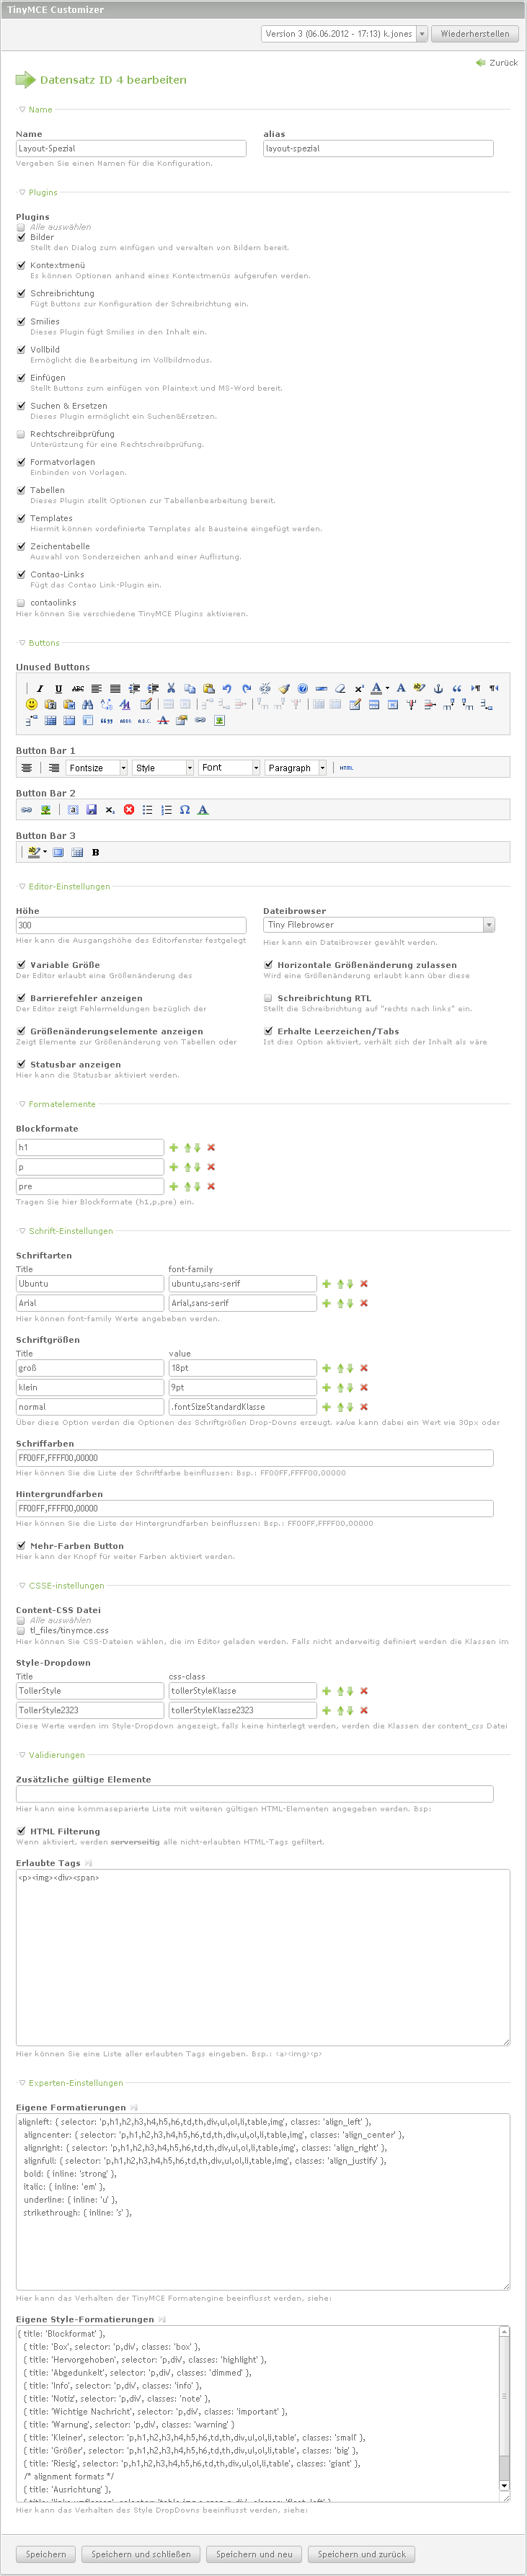 TinyMCE Customizer
Version 3 (06.06.2012 - 17:13) k.jones
Wiederherstellen
Zurück
Datensatz ID 4 bearbeiten
Name
Name
alias
Layout-Spezial
layout-spezial
Vergeben Sie einen Namen für die Konfiguration.
Plugins
Plugins
Alle auswählen
Bilder
Stellt den Dialog zum einfügen und verwalten von Bildern bereit.
Kontextmenü
Es können Optionen anhand eines Kontextmenüs aufgerufen werden.
Schreibrichtung
Fügt Buttons zur Konfiguration der Schreibrichtung ein.
Smilies
Dieses Plugin fügt Smilies in den Inhalt ein.
Vollbild
Ermöglicht die Bearbeitung im Vollbildmodus.
Einfügen
Stellt Buttons zum einfügen von Plaintext und MS-Word bereit.
Suchen & Ersetzen
Dieses Plugin ermöglicht ein Suchen&Ersetzen.
Rechtschreibprüfung
Unterüstzung für eine Rechtschreibprüfung.
Formatvorlagen
Einbinden von Vorlagen.
Tabellen
Dieses Plugin stellt Optionen zur Tabellenbearbeitung bereit.
Templates
Hiermit können vordefinierte Templates als Bausteine eingefügt werden.
Zeichentabelle
Auswahl von Sonderzeichen anhand einer Auflistung.
Contao-Links
Fügt das Contao Link-Plugin ein.
contaolinks
Hier können Sie verschiedene TinyMCE Plugins aktivieren.
Buttons
Unused Buttons
Button Bar 1
Fontsize
Style
Font
Paragraph
HTML
Button Bar 2
Button Bar 3
Editor-Einstellungen
Höhe
Dateibrowser
300
Tiny Filebrowser
Hier kann die Ausgangshöhe des Editorfenster festgelegt
Hier kann ein Dateibrowser gewählt werden.
Variable Größe
Horizontale Größenänderung zulassen
Der Editor erlaubt eine Größenänderung des
Wird eine Größenänderung erlaubt kann über diese
Barrierefehler anzeigen
Schreibrichtung RTL
Der Editor zeigt Fehlermeldungen bezüglich der
Stellt die Schreibrichtung auf "rechts nach links" ein.
Größenänderungselemente anzeigen
Erhalte Leerzeichen/Tabs
Zeigt Elemente zur Größenänderung von Tabellen oder
Ist dies Option aktiviert, verhält sich der Inhalt als wäre
Statusbar anzeigen
Hier kann die Statusbar aktiviert werden.
Formatelemente
Blockformate
h1
p
pre
Tragen Sie hier Blockformate (h1,p,pre) ein.
Schrift-Einstellungen
Schriftarten
Title
font-family
Ubuntu
ubuntu,sans-serif
Arial
Arial,sans-serif
Hier können font-family Werte angebeben werden.
Schriftgrößen
Title
value
groß
18pt
klein
9pt
normal
.fontSizeStandardKlasse
Über diese Option werden die Optionen des Schriftgrößen Drop-Downs erzeugt. value kann dabei ein Wert wie 30px oder
Schriffarben
FF00FF,FFFF00,00000
Hier können Sie die Liste der Schriftfarbe beinflussen: Bsp.: FF00FF,FFFF00,00000
Hintergrundfarben
FF00FF,FFFF00,00000
Hier können Sie die Liste der Hintergrundfarben beinflussen: Bsp.: FF00FF,FFFF00,00000
Mehr-Farben Button
Hier kann der Knopf für weiter Farben aktiviert werden.
CSSE-instellungen
Content-CSS Datei
Alle auswählen
tl_files/tinymce.css
Hier können Sie CSS-Dateien wählen, die im Editor geladen werden. Falls nicht anderweitig definiert werden die Klassen im
Style-Dropdown
Title
css-class
TollerStyle
tollerStyleKlasse
TollerStyle2323
tollerStyleKlasse2323
Diese Werte werden im Style-Dropdown angezeigt, falls keine hinterlegt werden, werden die Klassen der content_css Datei
Validierungen
Zusätzliche gültige Elemente
Hier kann eine kommaseparierte Liste mit weiteren gültigen HTML-Elementen angegeben werden. Bsp:
HTML Filterung
Wenn aktiviert, werden serverseitig alle nicht-erlaubten HTML-Tags gefiltert.
Erlaubte Tags
<p><img><div><span>
Hier können Sie eine Liste aller erlaubten Tags eingeben. Bsp.: <a><img><p>
Experten-Einstellungen
Eigene Formatierungen
alignleft: { selector: 'p,h1,h2,h3,h4,h5,h6,td,th,div,ul,ol,li,table,img', classes: 'align_left' },
aligncenter: { selector: 'p,h1,h2,h3,h4,h5,h6,td,th,div,ul,ol,li,table,img', classes: 'align_center' },
alignright: { selector: 'p,h1,h2,h3,h4,h5,h6,td,th,div,ul,ol,li,table,img', classes: 'align_right' },
alignfull: { selector: 'p,h1,h2,h3,h4,h5,h6,td,th,div,ul,ol,li,table,img', classes: 'align_justify' },
bold: { inline: 'strong' },
italic: { inline: 'em' },
underline: { inline: 'u' },
strikethrough: { inline: 's' },
Hier kann das Verhalten der TinyMCE Formatengine beeinflusst werden, siehe:
Eigene Style-Formatierungen
{ title: 'Blockformat' },
{ title: 'Box', selector: 'p,div', classes: 'box' },
{ title: 'Hervorgehoben', selector: 'p,div', classes: 'highlight' },
{ title: 'Abgedunkelt', selector: 'p,div', classes: 'dimmed' },
{ title: 'Info', selector: 'p,div', classes: 'info' },
{ title: 'Notiz', selector: 'p,div', classes: 'note' },
{ title: 'Wichtige Nachricht', selector: 'p,div', classes: 'important' },
{ title: 'Warnung', selector: 'p,div', classes: 'warning' }
{ title: 'Kleiner', selector: 'p,h1,h2,h3,h4,h5,h6,td,th,div,ul,ol,li,table', classes: 'small' },
{ title: 'Größer', selector: 'p,h1,h2,h3,h4,h5,h6,td,th,div,ul,ol,li,table', classes: 'big' },
{ title: 'Riesig', selector: 'p,h1,h2,h3,h4,h5,h6,td,th,div,ul,ol,li,table', classes: 'giant' },
/* alignment formats */
{ title: 'Ausrichtung' },
Hier kann das Verhalten des Style DropDowns beeinflusst werden, siehe:
Speichern
Speichern und schließen
Speichern und neu
Speichern und zurück